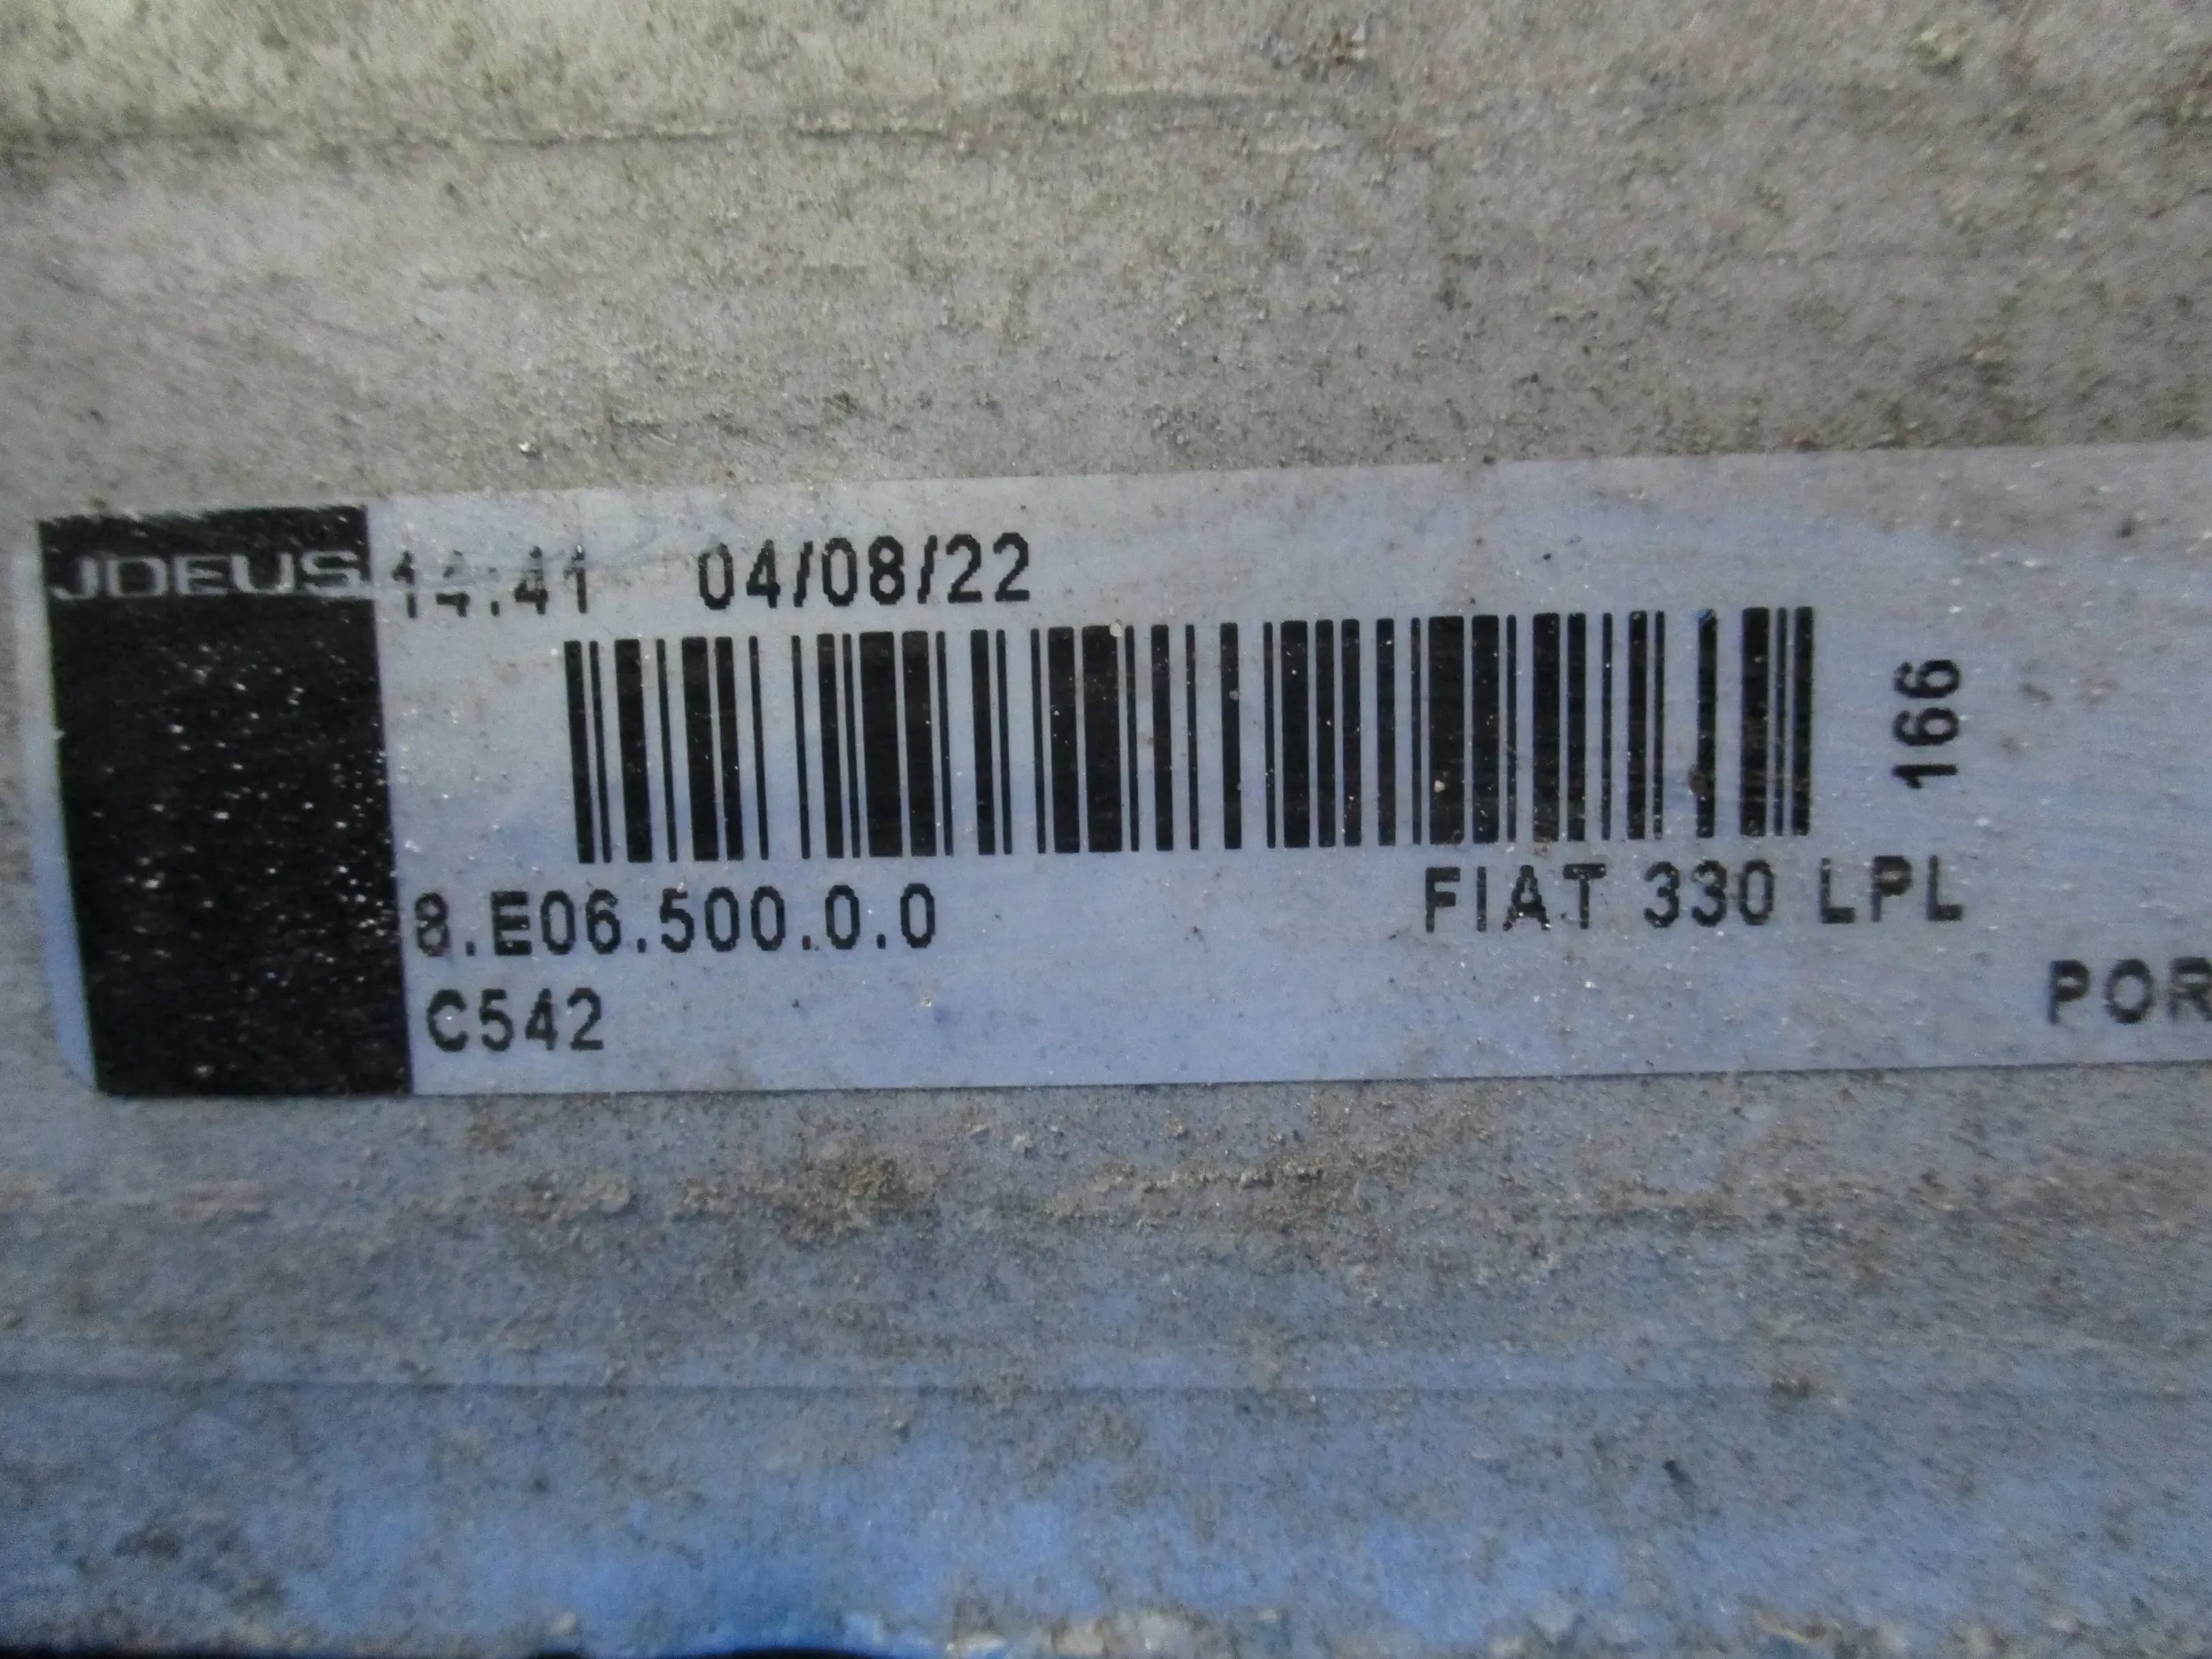 JDEUS 14:41 04/08/22
166
8.E06.500.0.0 FIAT 330 LPL
C542 POR